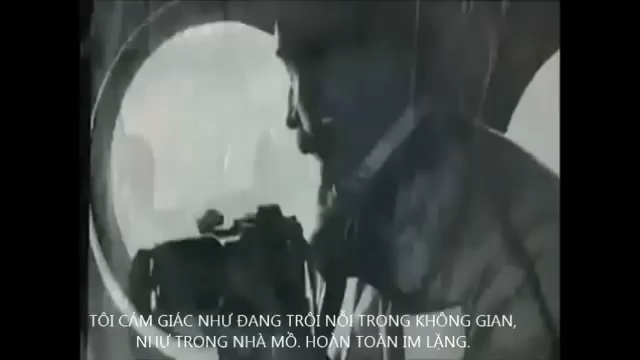 TÔI CẢM GIÁC NHƯ ĐANG TRÔI NỔI TRONG KHÔNG GIAN,
NHƯ TRONG NHÀ MỒ. HOÀN TOÀN IM LẶNG.